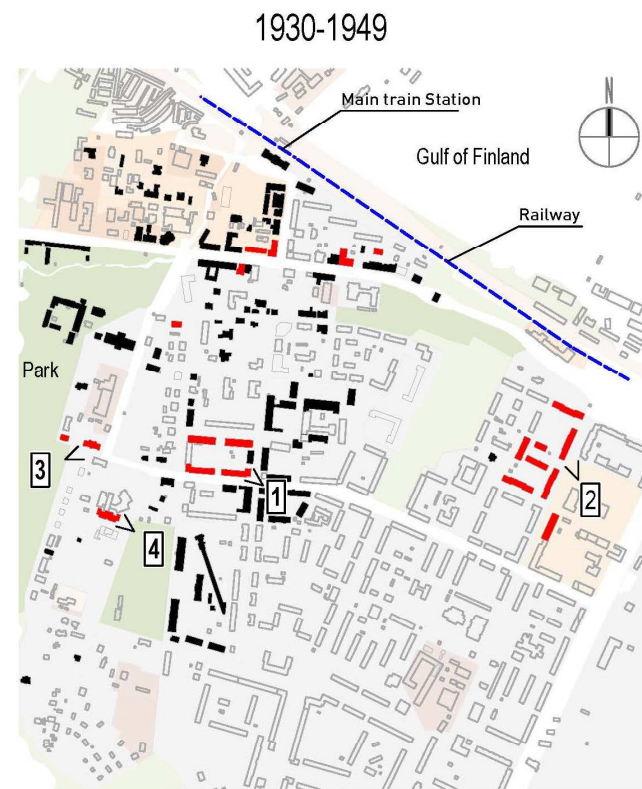 1930-1949
Main train Station
N
Gulf of Finland
Railway
Park
3
1
2
4